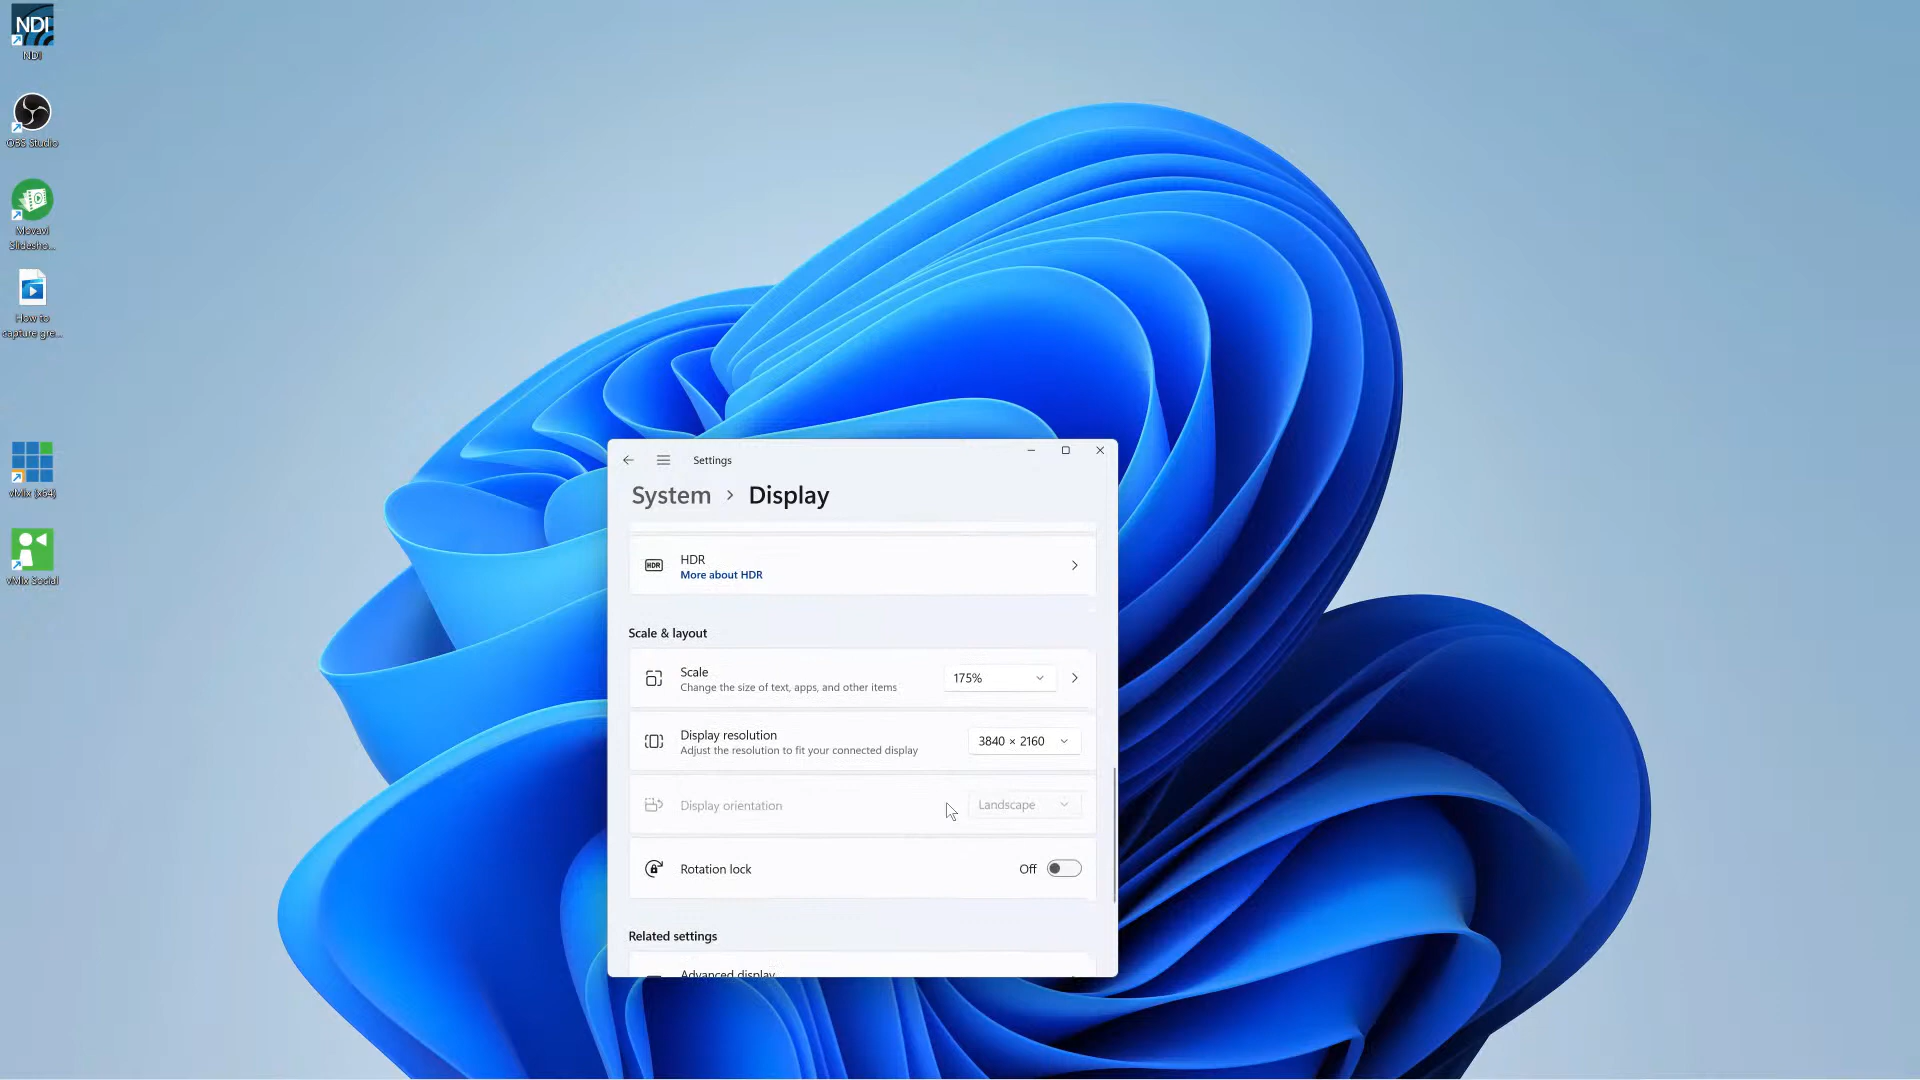 NDI
NDI
OBS Studio
Movavi
Slidesho...
How to
capture gre...
vMix (x64)
vMix Social
Settings
System > Display
HDR
HDR
More about HDR
Scale & layout
Scale
175%
Change the size of text, apps, and other items
Display resolution
3840 × 2160
Adjust the resolution to fit your connected display
Display orientation
Landscape
Rotation lock
Off
Related settings
Advanced display